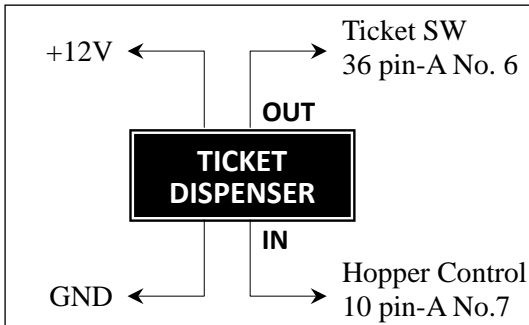 +12V
Ticket SW
36 pin-A No. 6
OUT
TICKET
DISPENSER
IN
GND
Hopper Control
10 pin-A No.7